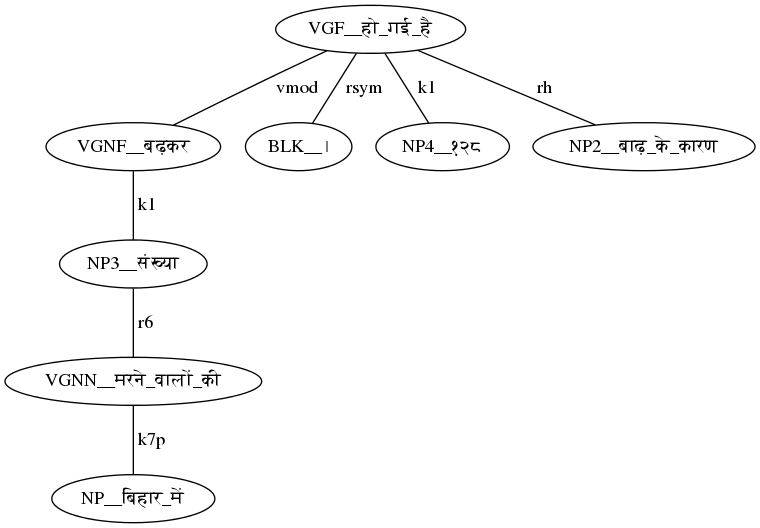 VGF__हो_गई_है
vmod rsym k1 rh
VGNF__बढ़कर BLK__। NP4__१२८ NP2__बाढ़_के_कारण
k1
NP3__संख्या
r6
VGNN__मरने_वालों_की
k7p
NP__बिहार_में